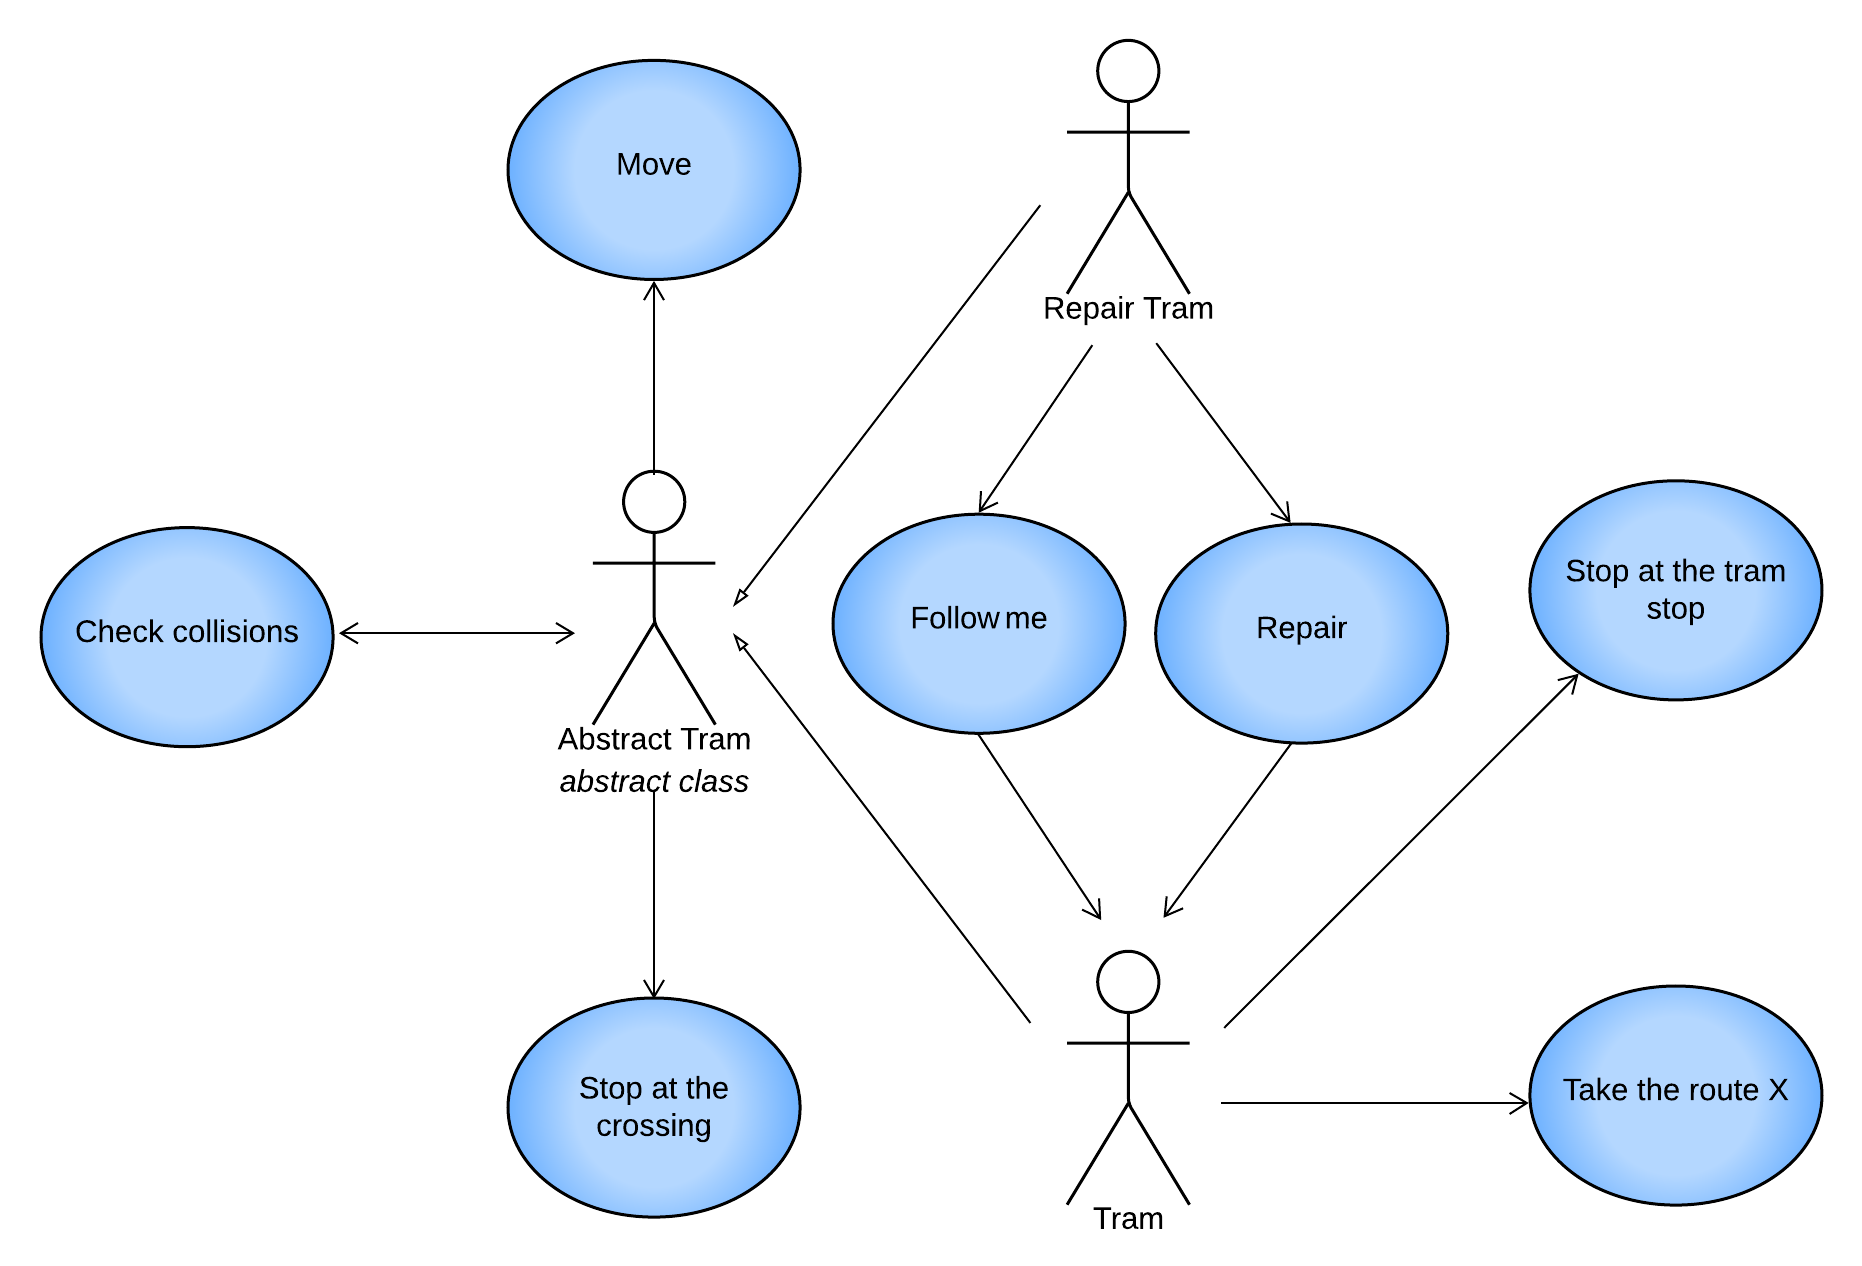 Move
Repair Tram
Check collisions
Abstract Tram
abstract class
Follow me
Repair
Stop at the tram
stop
Stop at the
crossing
Take the route X
Tram